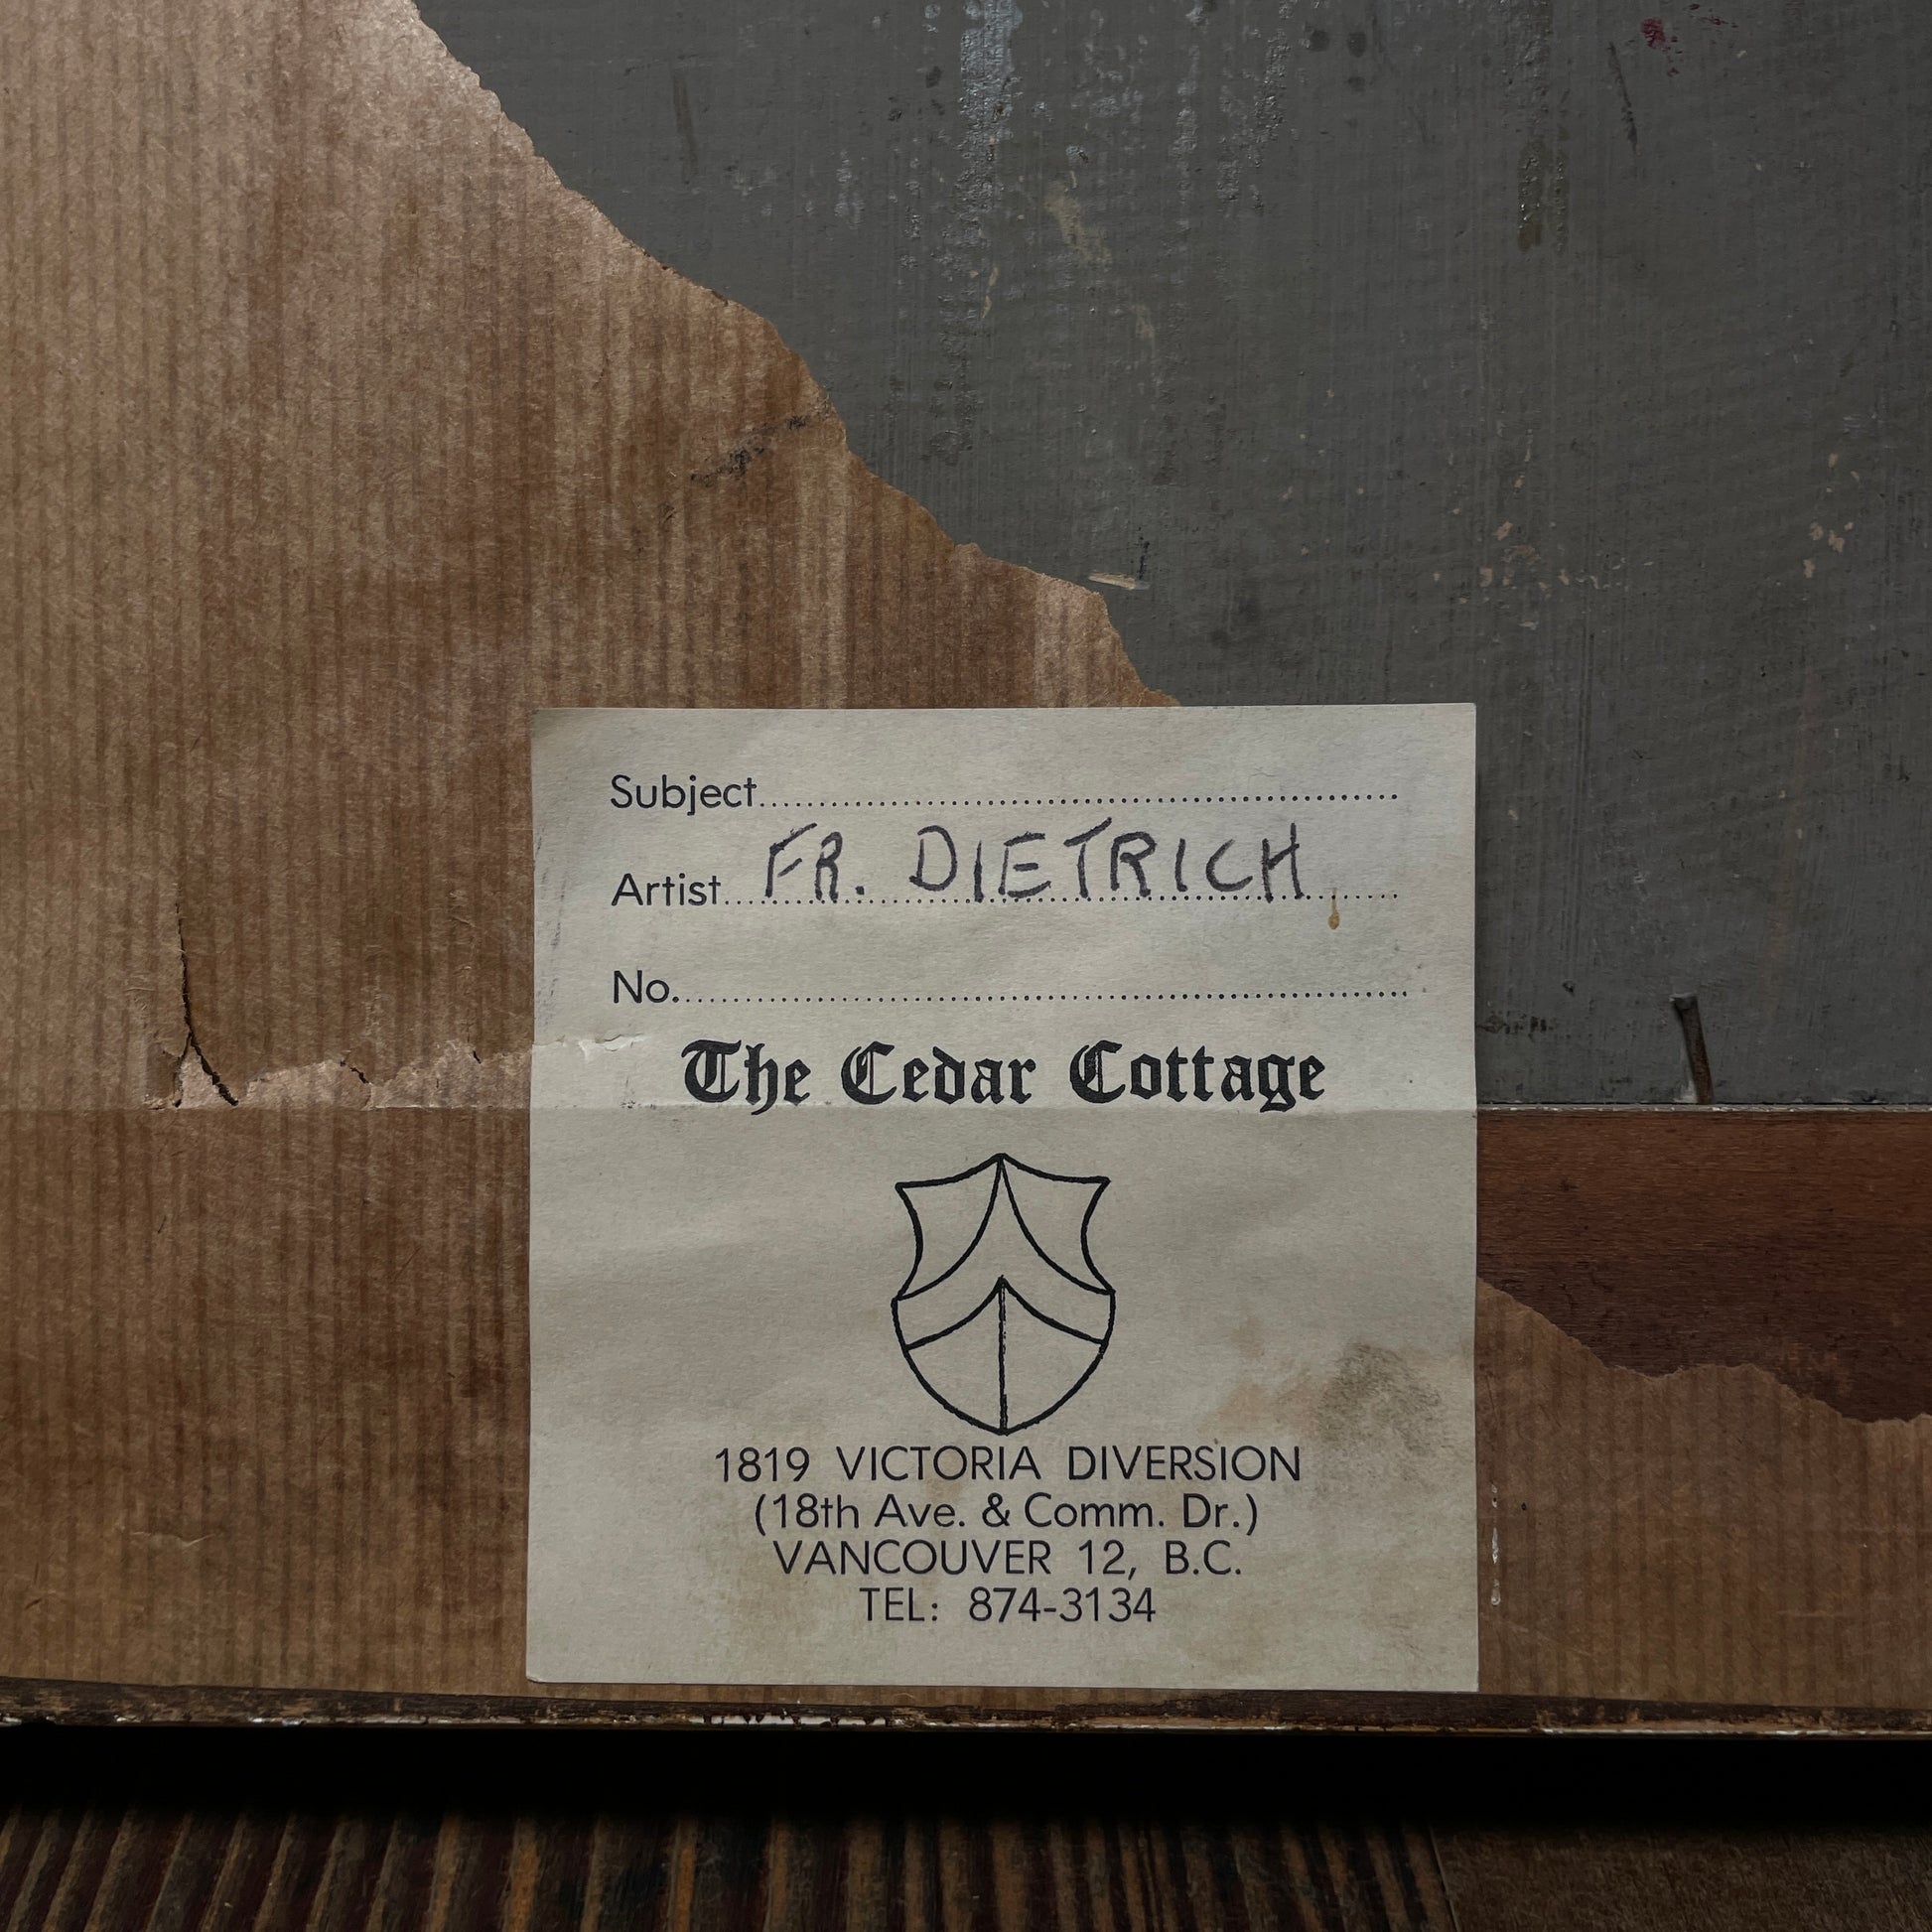 Subject........................................................................
Artist... FR. DIETRICH
No..............................................................................
The Cedar Cottage
1819 VICTORIA DIVERSION
(18th Ave. & Comm. Dr.)
VANCOUVER 12, B.C.
TEL: 874-3134